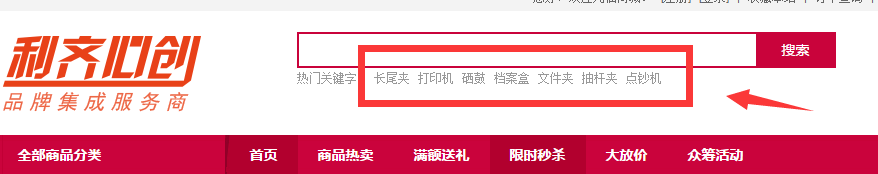 利齐心创
品牌集成服务商
搜索
热门关键字 长尾夹 打印机 硒鼓 档案盒 文件夹 抽杆夹 点钞机
全部商品分类 首页 商品热卖 满额送礼 限时秒杀 大放价 众筹活动